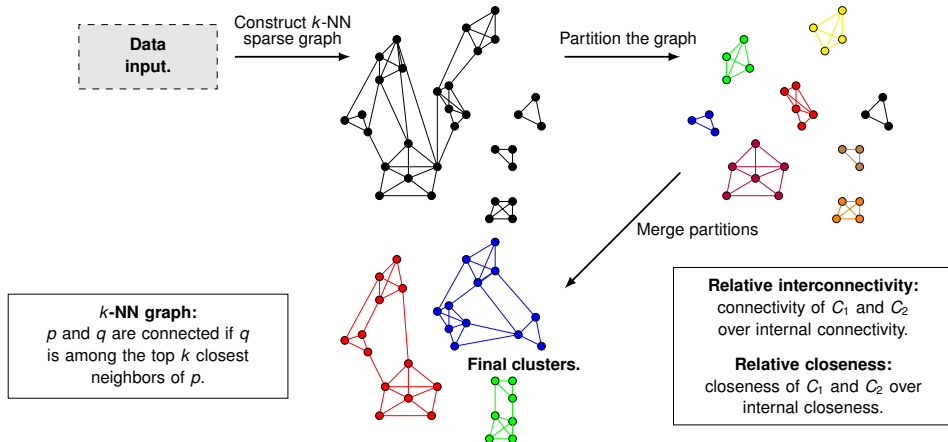 Data
input.
Construct k-NN
sparse graph
Partition the graph
Merge partitions
k-NN graph:
p and q are connected if q
is among the top k closest
neighbors of p.
Final clusters.
Relative interconnectivity:
connectivity of C₁ and C₂
over internal connectivity.
Relative closeness:
closeness of C₁ and C₂ over
internal closeness.